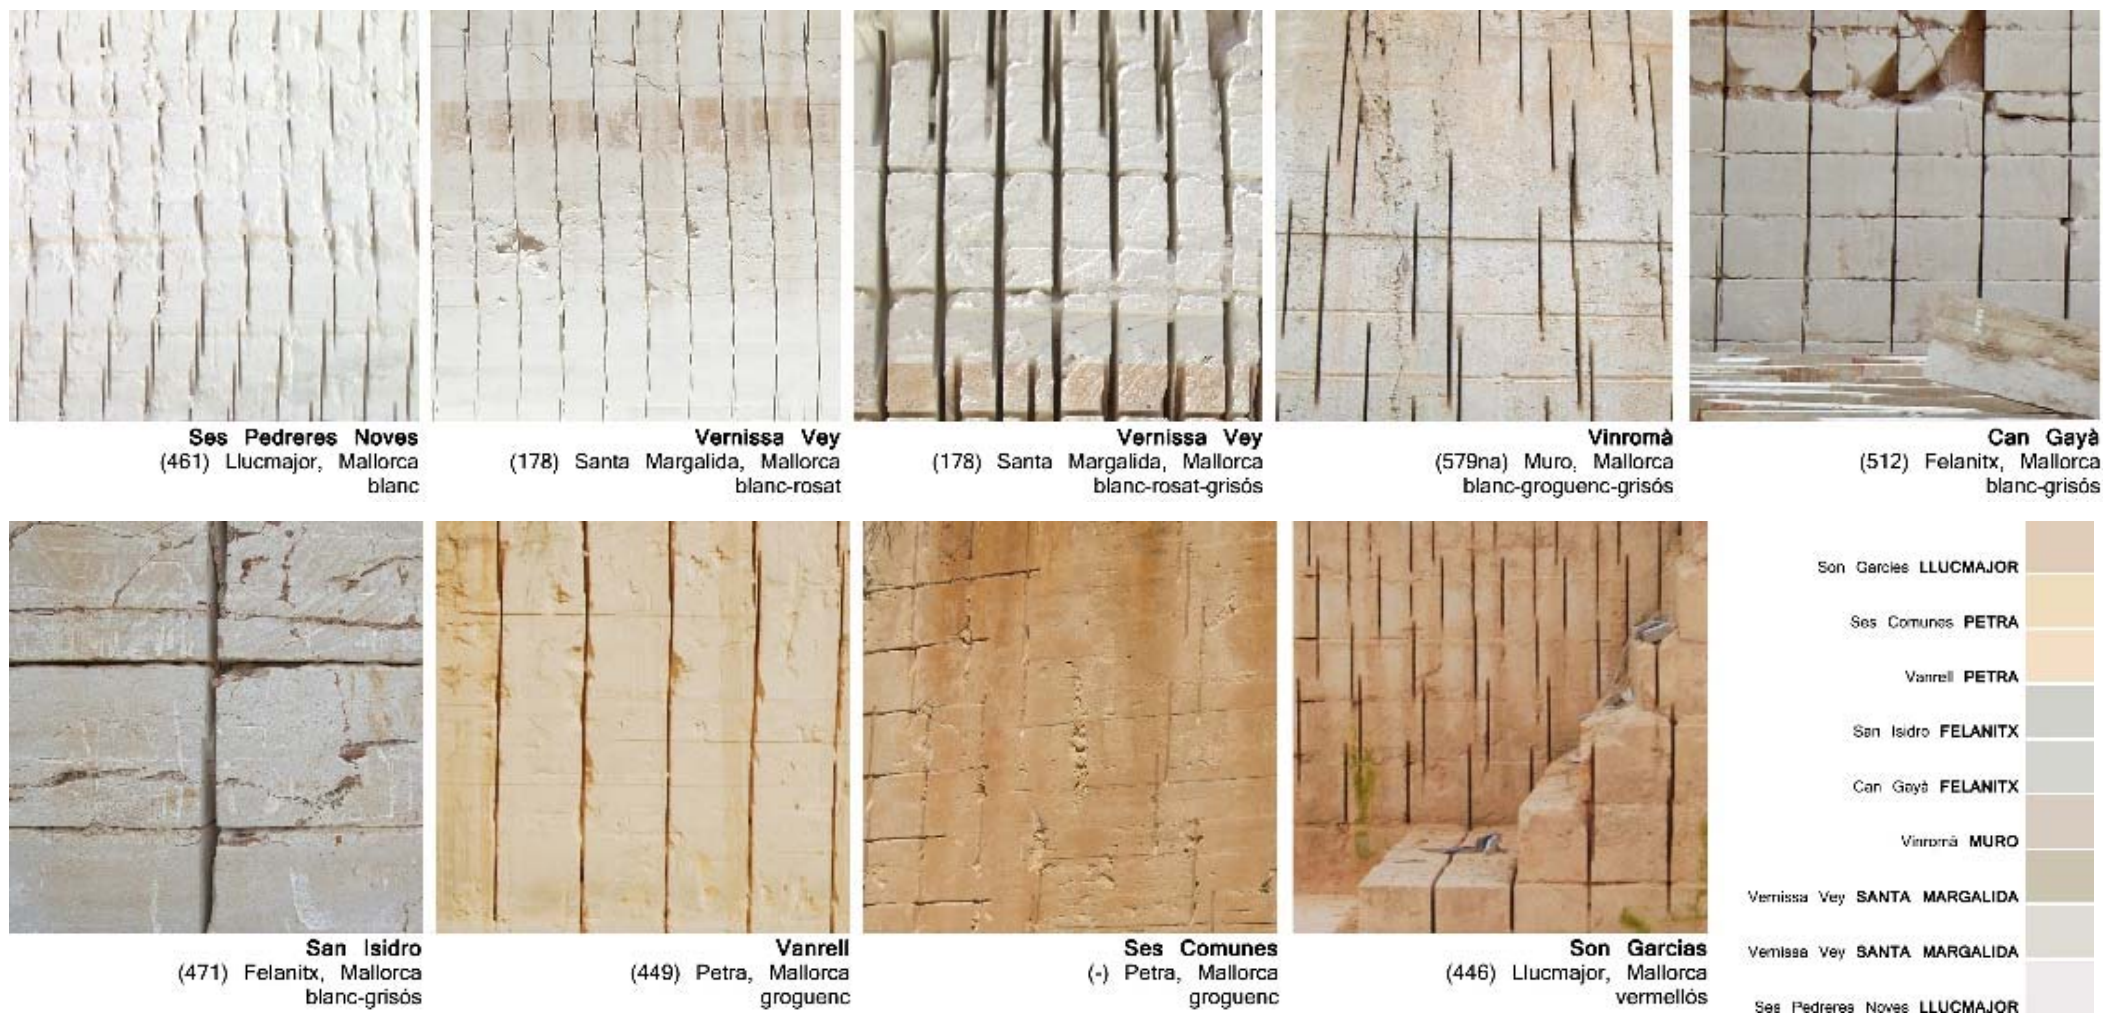 Ses Pedreres Noves
(461) Llucmajor, Mallorca
blanc
Vernissa Vey
(178) Santa Margalida, Mallorca
blanc-rosat
Vernissa Vey
(178) Santa Margalida, Mallorca
blanc-rosat-grisós
Vinromà
(579na) Muro, Mallorca
blanc-groguenc-grisós
Can Gayà
(512) Felanitx, Mallorca
blanc-grisós
San Isidro
(471) Felanitx, Mallorca
blanc-grisós
Vanrell
(449) Petra, Mallorca
groguenc
Ses Comunes
(-) Petra, Mallorca
groguenc
Son Garcias
(446) Llucmajor, Mallorca
vermellós
Son Garcies LLUCMAJOR
Ses Comunes PETRA
Vanrell PETRA
San Isidro FELANITX
Can Gayà FELANITX
Vinromà MURO
Vernissa Vey SANTA MARGALIDA
Vernissa Vey SANTA MARGALIDA
Ses Pedreres Noves LLUCMAJOR